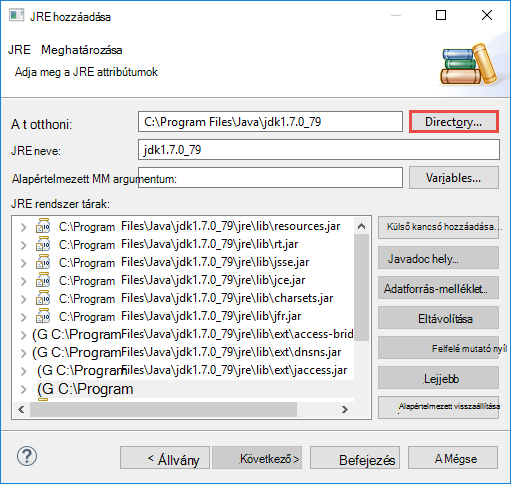 JRE hozzáadása
JRE Meghatározása
Adja meg a JRE attribútumok
A t otthoni: C:\Program Files\Java\jdk1.7.0_79 Directory...
JRE neve: jdk1.7.0_79
Alapértelmezett MM argumentum: Variables...
JRE rendszer tárak:
C:\Program Files\Java\jdk1.7.0_79\jre\lib\resources.jar Külső kancsó hozzáadása...
C:\Program Files\Java\jdk1.7.0_79\jre\lib\rt.jar
C:\Program Files\Java\jdk1.7.0_79\jre\lib\jsse.jar Javadoc hely...
C:\Program Files\Java\jdk1.7.0_79\jre\lib\jce.jar
C:\Program Files\Java\jdk1.7.0_79\jre\lib\charsets.jar Adatforrás-melléklet...
C:\Program Files\Java\jdk1.7.0_79\jre\lib\jfr.jar Eltávolítása
(G C:\Program Files\Java\jdk1.7.0_79\jre\lib\ext\access-brid
(G C:\Program Files\Java\jdk1.7.0_79\jre\lib\ext\dnsns.jar Felfelé mutató nyíl
(G C:\Program Files\Java\jdk1.7.0_79\jre\lib\ext\jaccess.jar Lejjebb
(G C:\Program
Alapértelmezett visszaállítása
? < Állvány Következő > Befejezés A Mégse